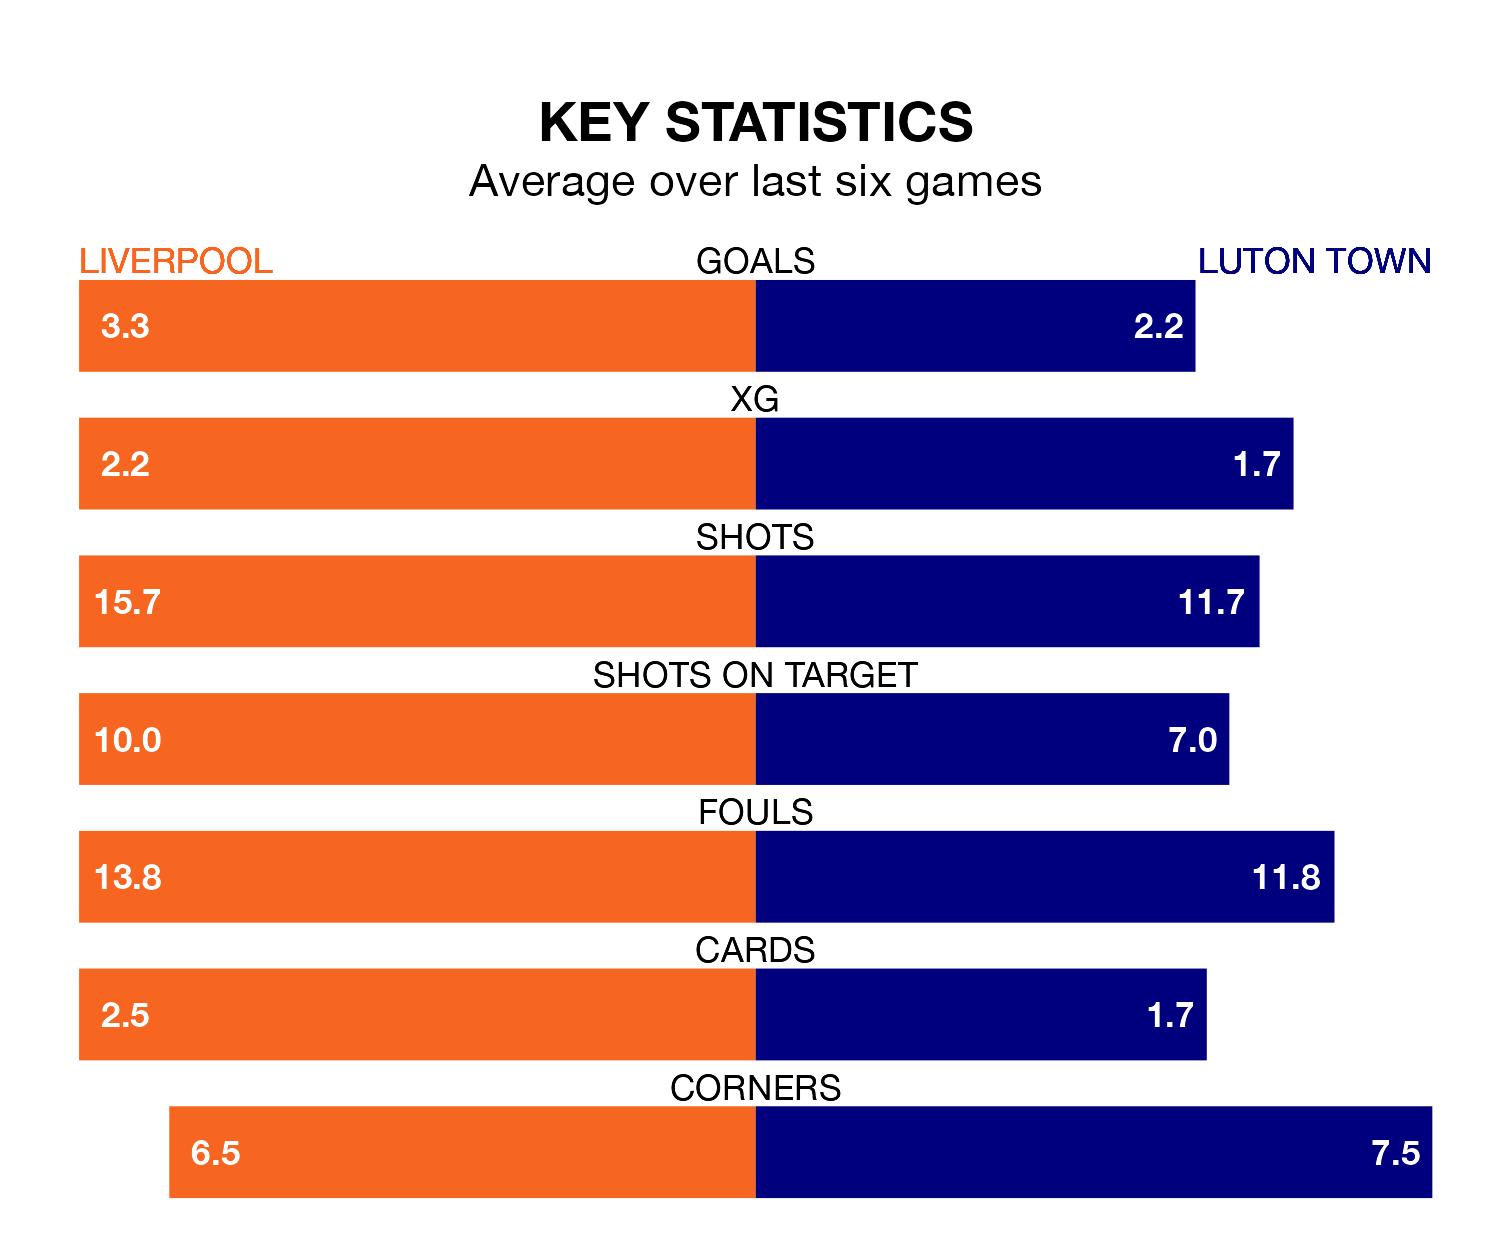 KEY STATISTICS
Average over last six games
LIVERPOOL GOALS LUTON TOWN
3.3 2.2
XG
2.2 1.7
SHOTS
15.7 11.7
SHOTS ON TARGET
10.0 7.0
FOULS
13.8 11.8
CARDS
2.5 1.7
CORNERS
6.5 7.5